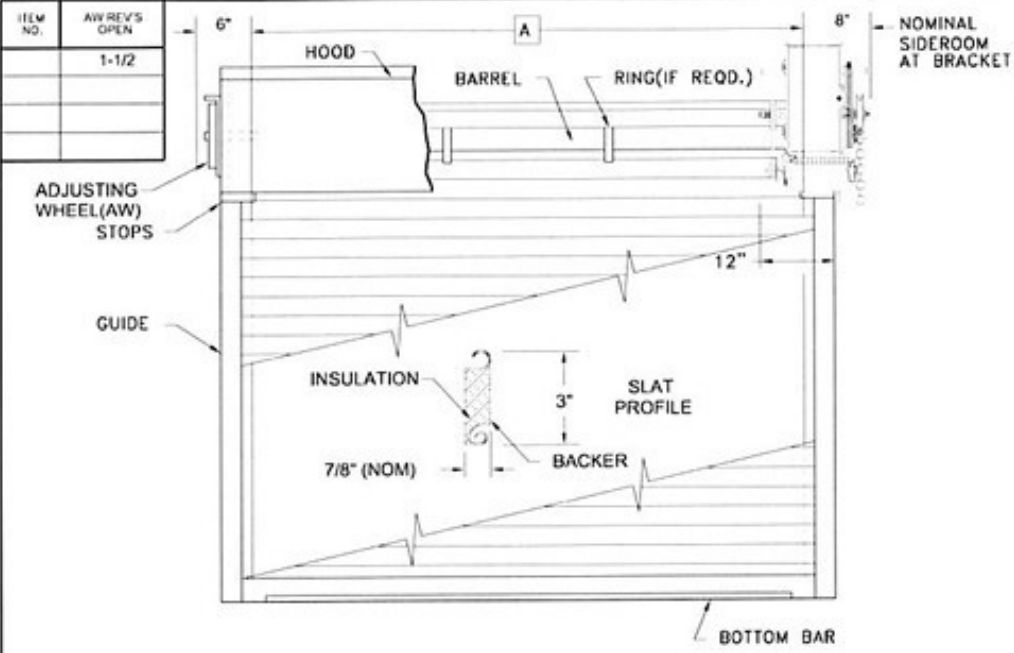 ITEM NO.
AW REV'S OPEN
1-1/2
6"
A
8"
NOMINAL
SIDEROOM
AT BRACKET
HOOD
BARREL
RING(IF REQD.)
ADJUSTING
WHEEL(AW)
STOPS
12"
GUIDE
INSULATION
3"
SLAT
PROFILE
7/8" (NOM)
BACKER
BOTTOM BAR